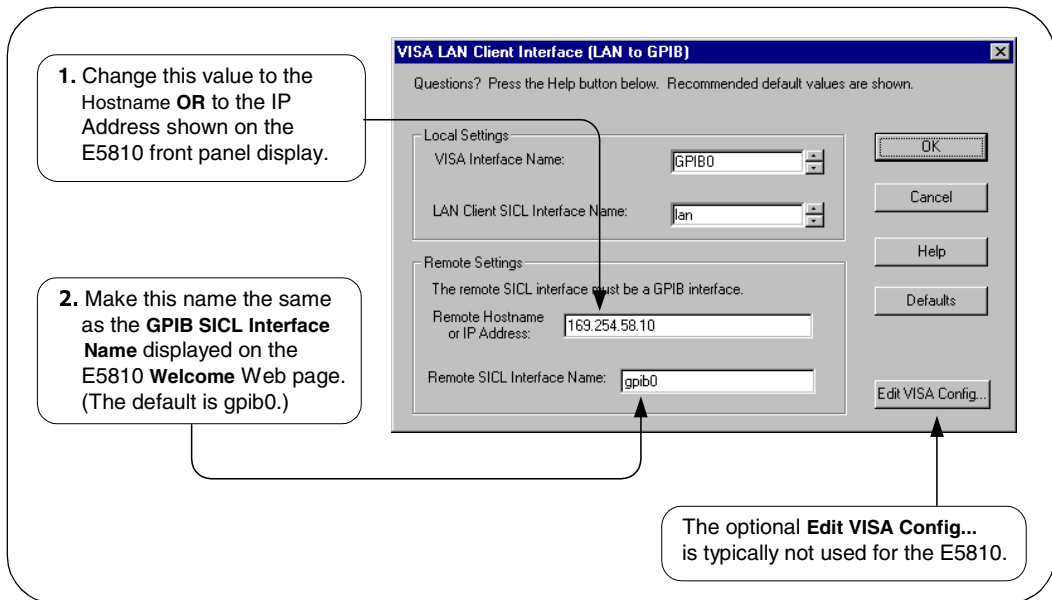 1. Change this value to the
Hostname OR to the IP
Address shown on the
E5810 front panel display.
2. Make this name the same
as the GPIB SICL Interface
Name displayed on the
E5810 Welcome Web page.
(The default is gpib0.)
VISA LAN Client Interface (LAN to GPIB)
Questions? Press the Help button below. Recommended default values are shown.
Local Settings
VISA Interface Name:
GPIB0
LAN Client SICL Interface Name:
lan
Remote Settings
The remote SICL interface must be a GPIB interface.
Remote Hostname
or IP Address:
169.254.58.10
Remote SICL Interface Name:
gpib0
OK
Cancel
Help
Defaults
Edit VISA Config...
The optional Edit VISA Config...
is typically not used for the E5810.